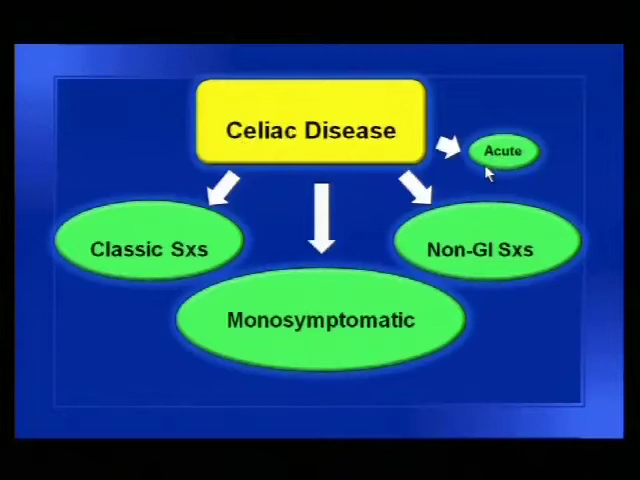 Celiac Disease
Acute
Classic Sxs
Non-GI Sxs
Monosymptomatic